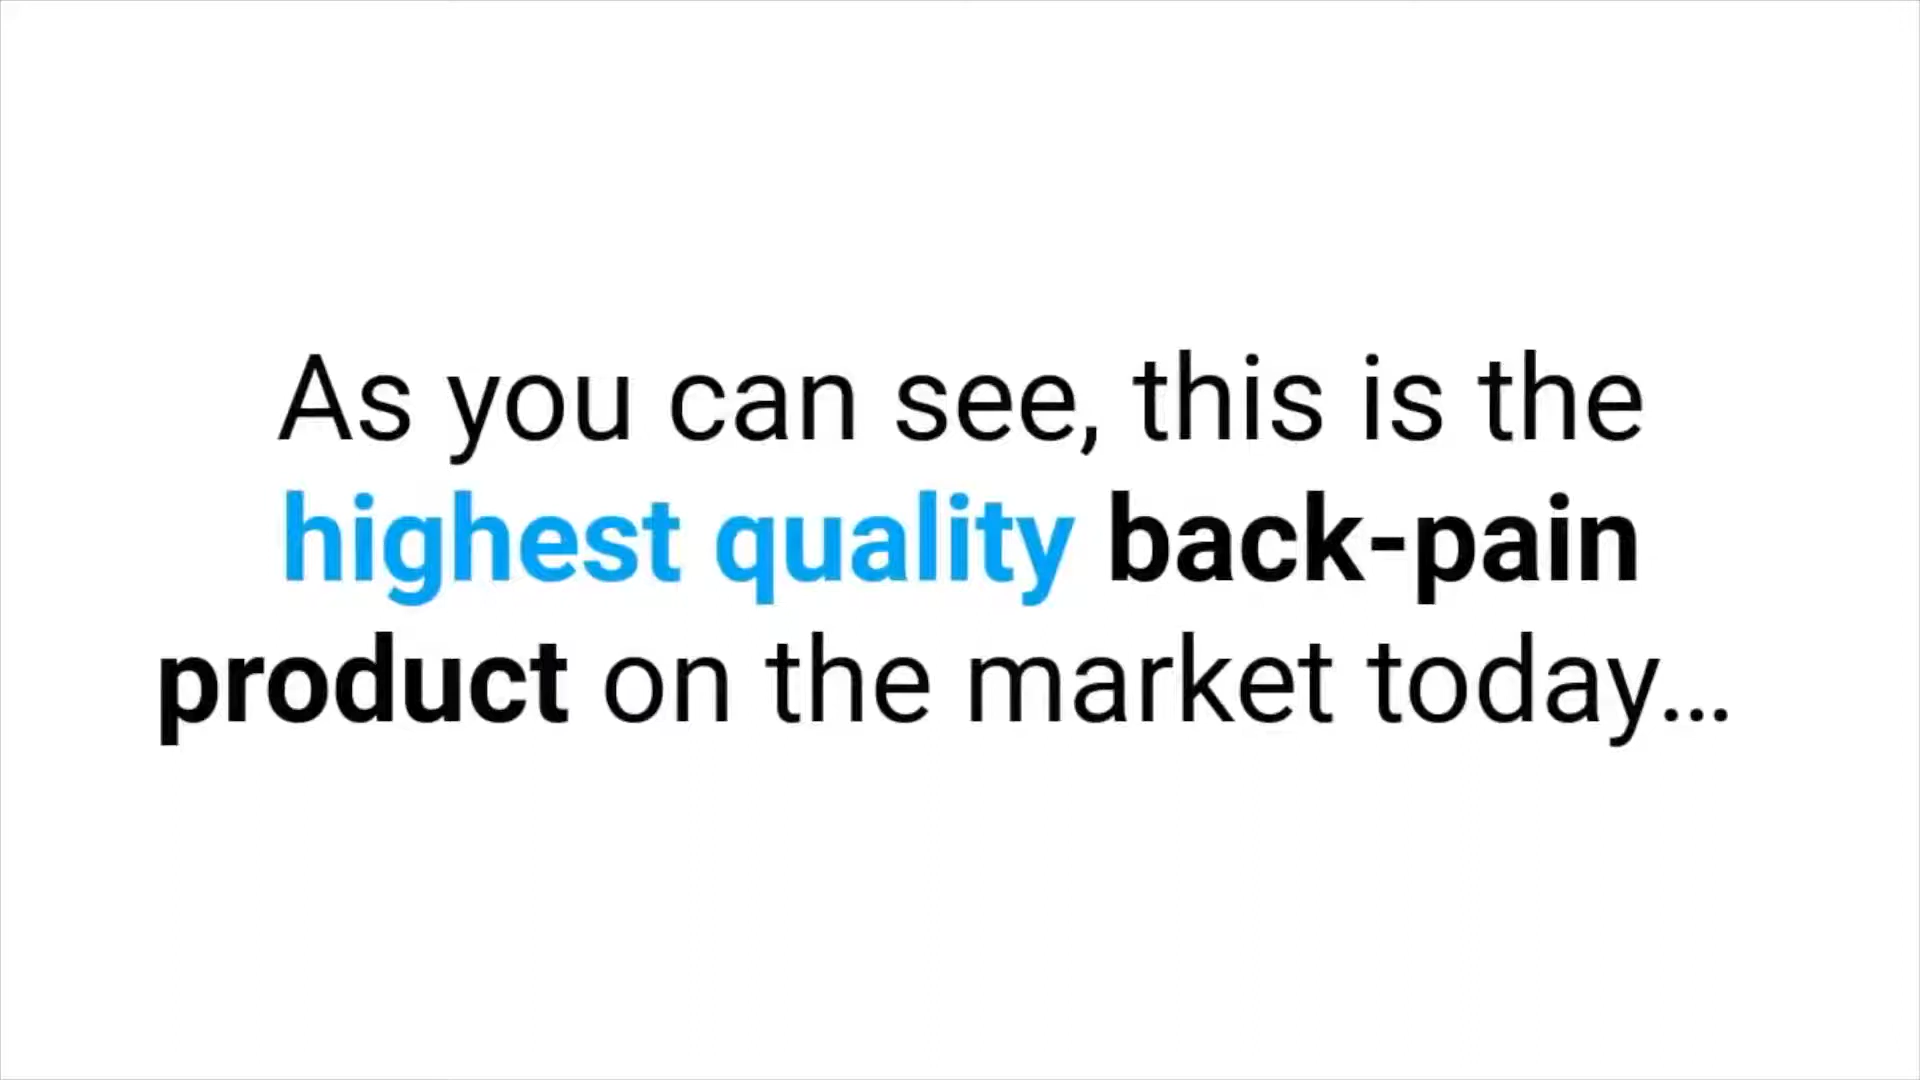 As you can see, this is the
highest quality back-pain
product on the market today...